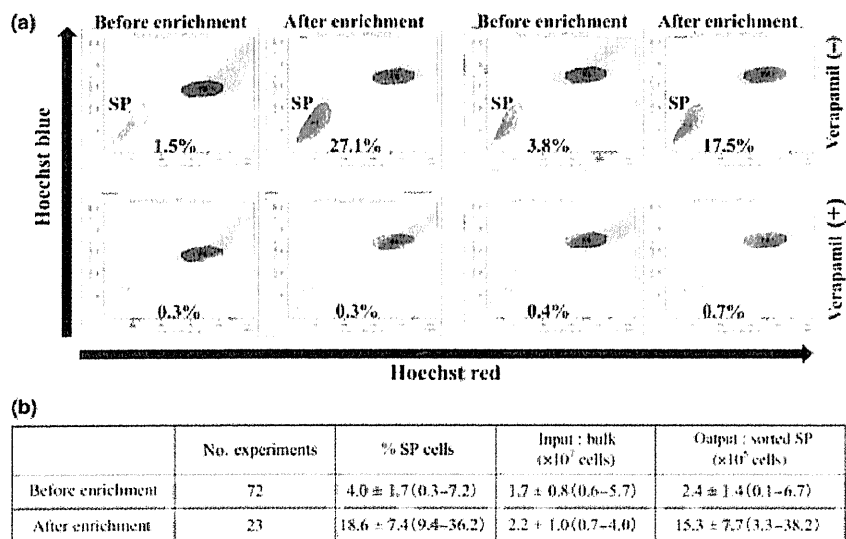 (a)
Before enrichment After enrichment Before enrichment After enrichment
Hoechst blue
SP SP SP SP
1.5% 27.1% 3.8% 17.5%
Verapamil (−)
0.3% 0.3% 0.4% 0.7%
Verapamil (+)
Hoechst red
(b)
No. experiments % SP cells Input : bulk Output : sorted SP
(×10⁷ cells) (×10⁵ cells)
Before enrichment 72 4.0 ± 1.7(0.3–7.2) 1.7 ± 0.8(0.6–5.7) 2.4 ± 1.4(0.1–6.7)
After enrichment 23 18.6 ± 7.4(9.4–36.2) 2.2 ± 1.0(0.7–4.0) 15.3 ± 7.7(3.3–38.2)